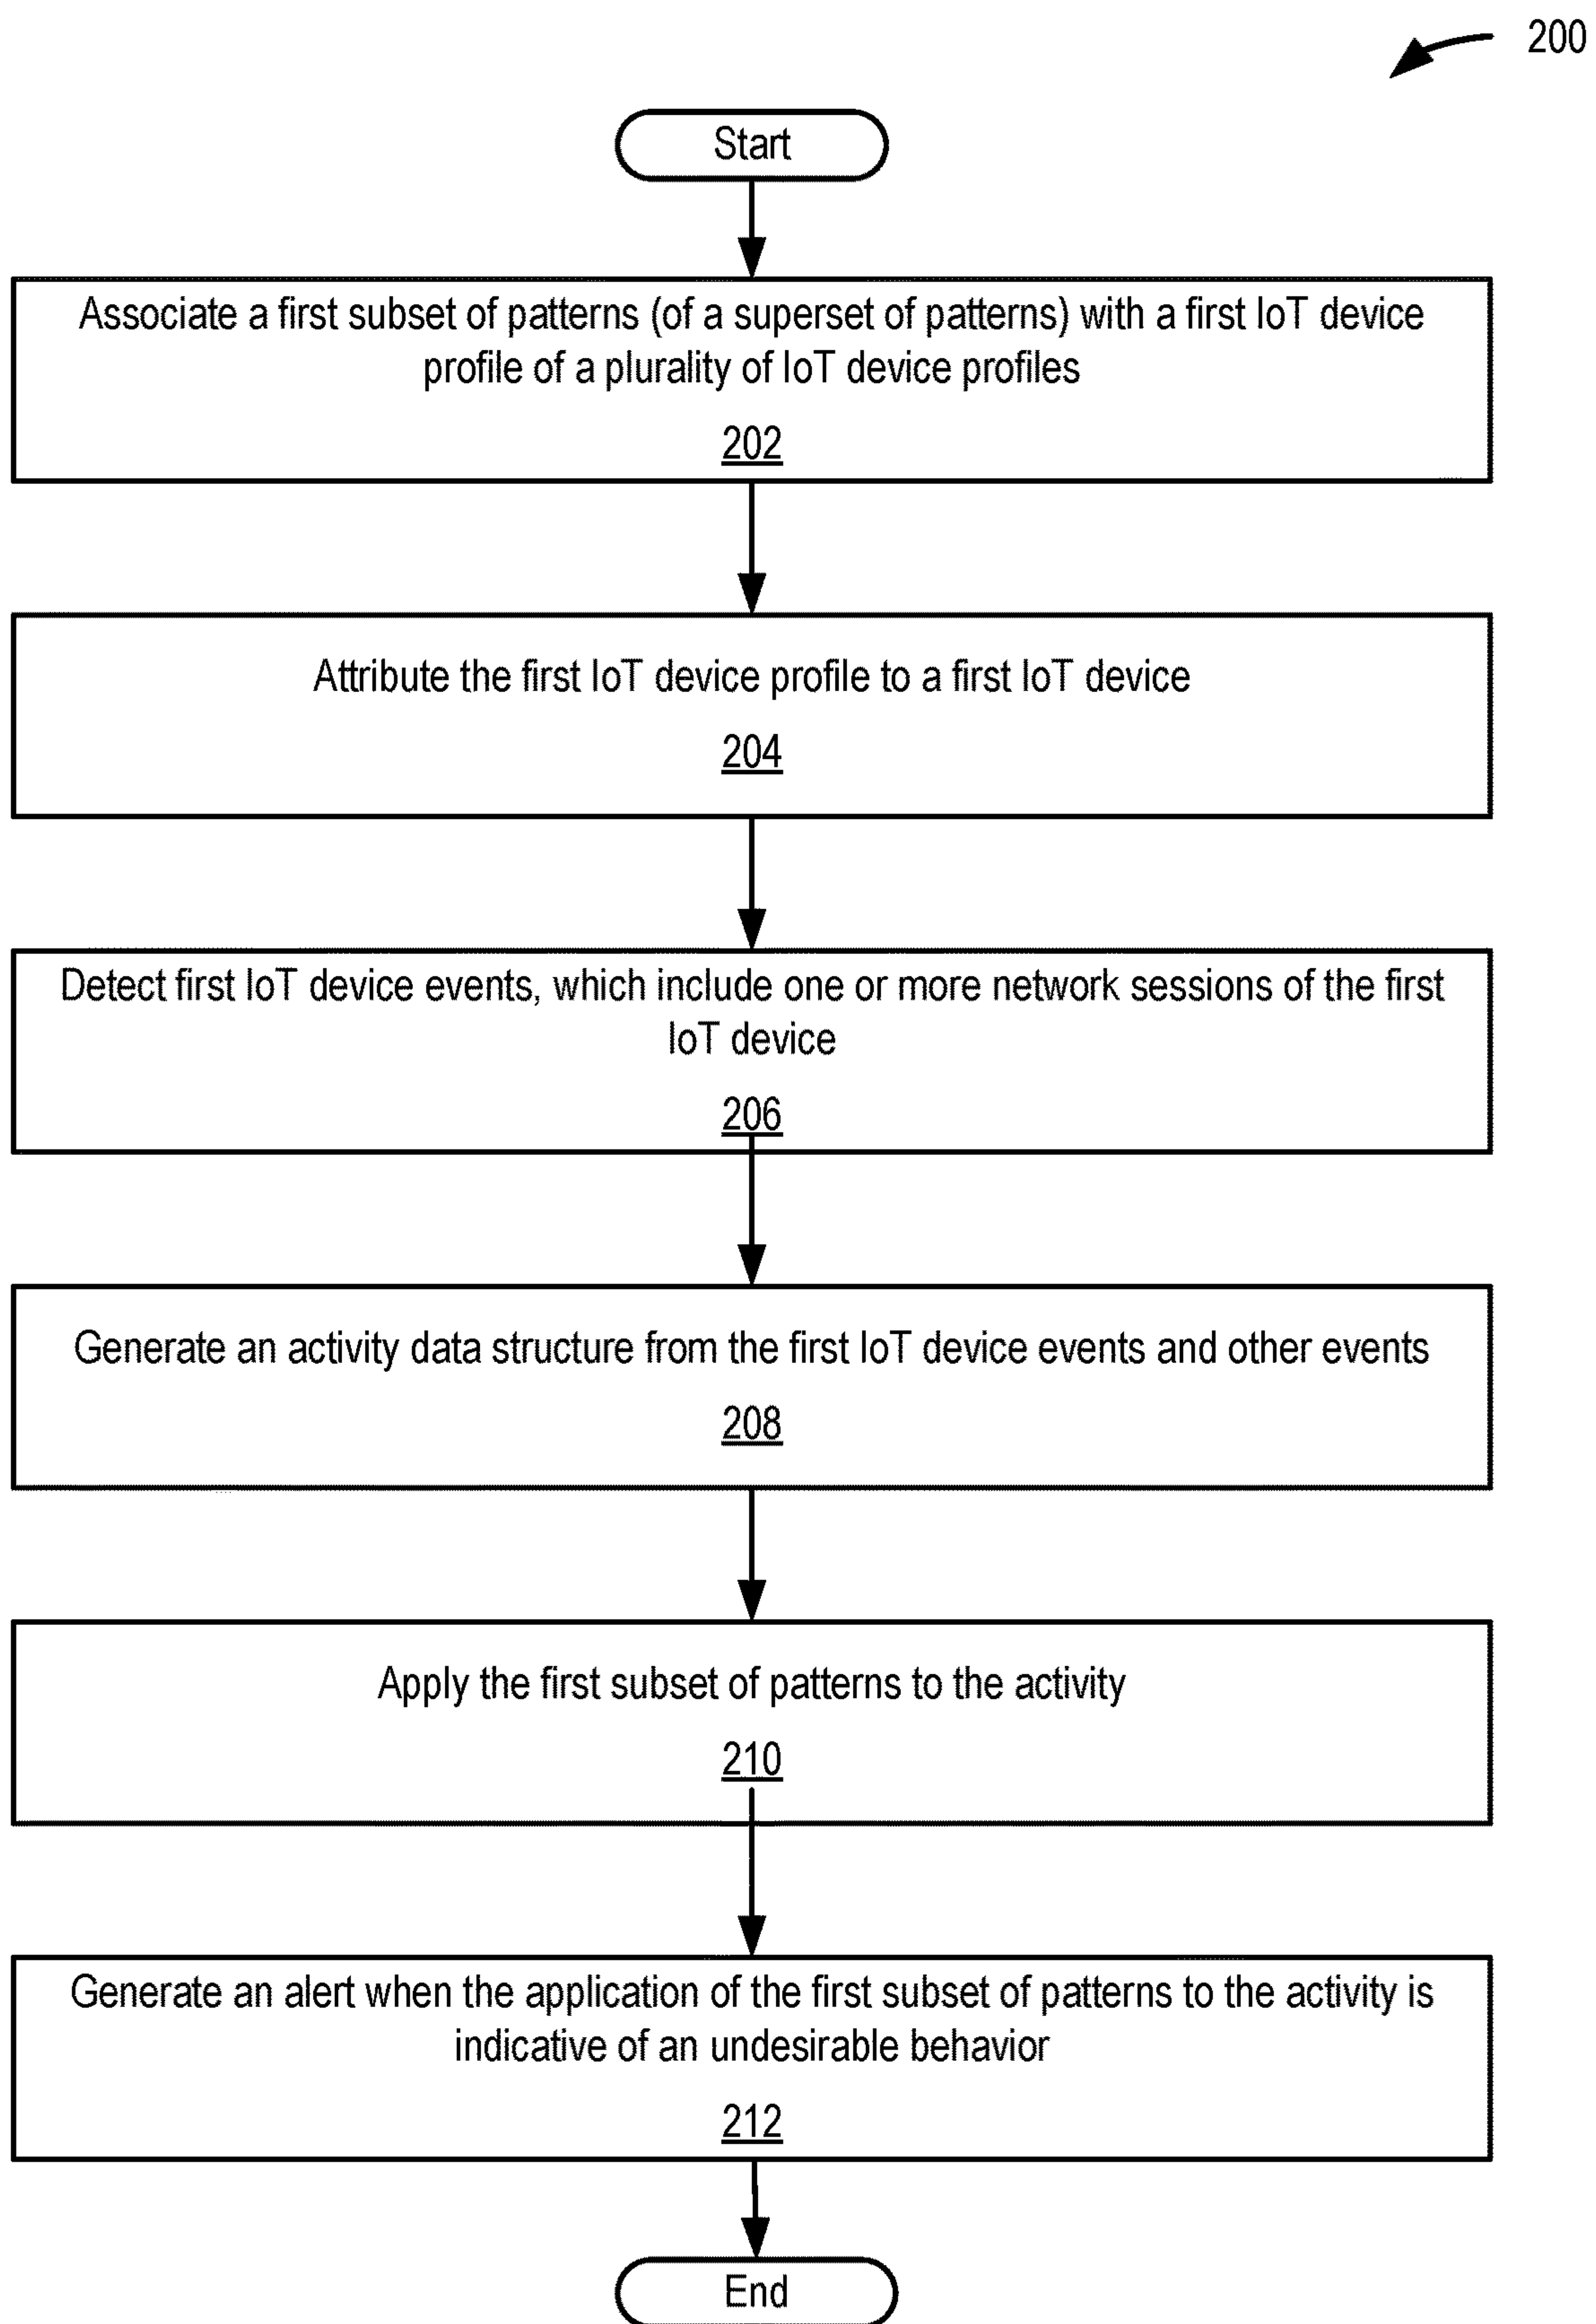 200
Start
Associate a first subset of patterns (of a superset of patterns) with a first IoT device
profile of a plurality of IoT device profiles
202
Attribute the first IoT device profile to a first IoT device
204
Detect first IoT device events, which include one or more network sessions of the first
IoT device
206
Generate an activity data structure from the first IoT device events and other events
208
Apply the first subset of patterns to the activity
210
Generate an alert when the application of the first subset of patterns to the activity is
indicative of an undesirable behavior
212
End